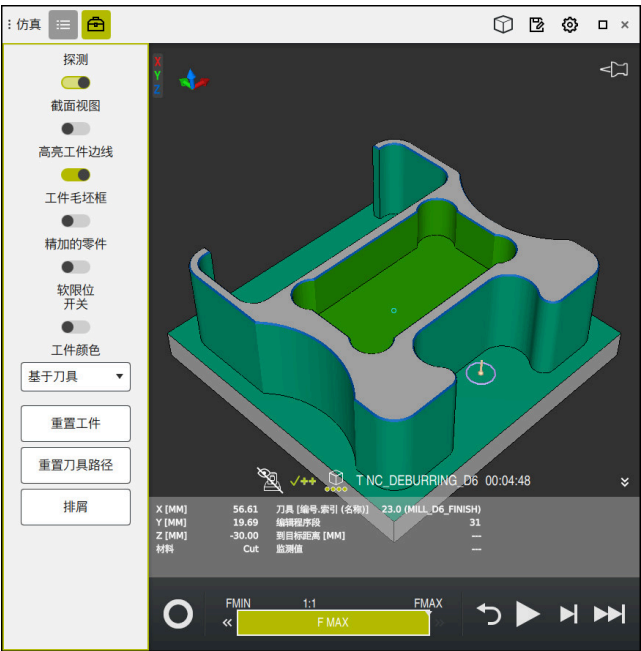 仿真
探测
截面视图
高亮工件边线
工件毛坯框
精加的零件
软限位
开关
工件颜色
基于刀具
重置工件
重置刀具路径
排屑
X
Y
Z
T NC_DEBURRING_D6 00:04:48
X [MM] 56.61 刀具 [编号.索引 (名称)] 23.0 (MILL_D6_FINISH)
Y [MM] 19.69 编辑程序段 31
Z [MM] -30.00 到目标距离 [MM] —
材料 Cut 监测值 —
FMIN 1:1 FMAX
F MAX